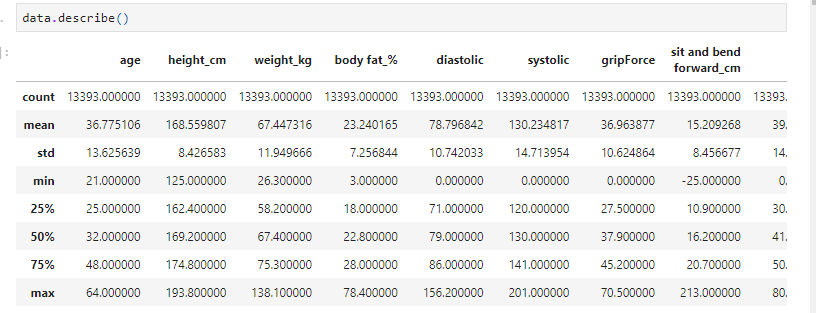 data.describe()
age height_cm weight_kg body fat_% diastolic systolic gripForce sit and bend
forward_cm
count 13393.000000 13393.000000 13393.000000 13393.000000 13393.000000 13393.000000 13393.000000 13393.000000 13393.
mean 36.775106 168.559807 67.447316 23.240165 78.796842 130.234817 36.963877 15.209268 39.
std 13.625639 8.426583 11.949666 7.256844 10.742033 14.713954 10.624864 8.456677 14.
min 21.000000 125.000000 26.300000 3.000000 0.000000 0.000000 0.000000 -25.000000 0.
25% 25.000000 162.400000 58.200000 18.000000 71.000000 120.000000 27.500000 10.900000 30.
50% 32.000000 169.200000 67.400000 22.800000 79.000000 130.000000 37.900000 16.200000 41.
75% 48.000000 174.800000 75.300000 28.000000 86.000000 141.000000 45.200000 20.700000 50.
max 64.000000 193.800000 138.100000 78.400000 156.200000 201.000000 70.500000 213.000000 80.